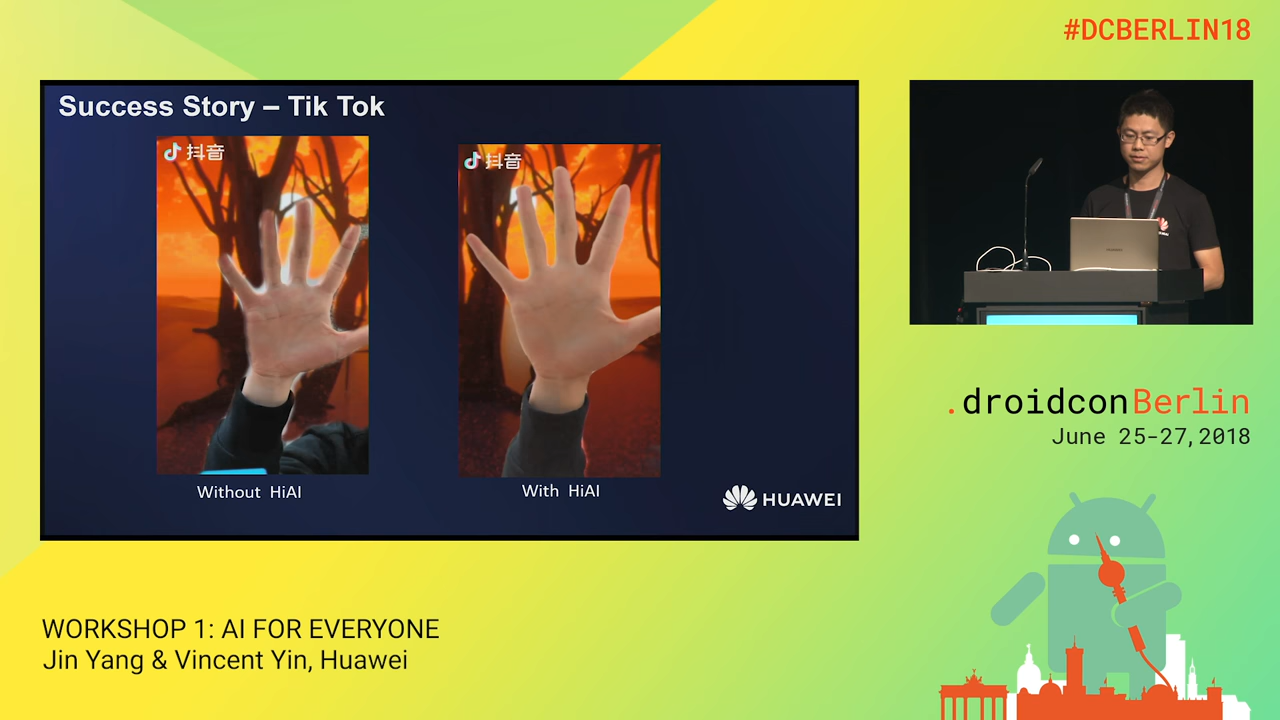 #DCBERLIN18
Success Story – Tik Tok
抖音
抖音
Without HiAI
With HiAI
HUAWEI
.droidconBerlin
June 25-27, 2018
WORKSHOP 1: AI FOR EVERYONE
Jin Yang & Vincent Yin, Huawei